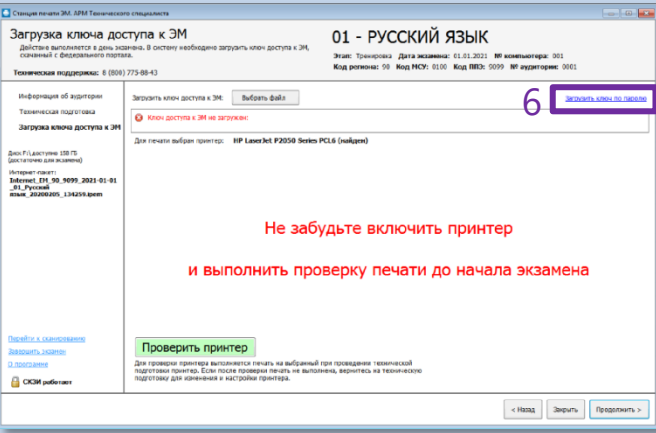 Станция печати ЭМ. АРМ Технического специалиста
Загрузка ключа доступа к ЭМ
Действие выполняется в день экзамена. В систему необходимо загрузить ключ доступа к ЭМ,
скачанный с федерального портала.
Техническая поддержка: 8 (800) 775-88-43
01 - РУССКИЙ ЯЗЫК
Этап: Тренировка Дата экзамена: 01.01.2021 № компьютера: 001
Код региона: 90 Код МСУ: 0100 Код ППЭ: 9099 № аудитории: 0001
Информация об аудитории
Техническая подготовка
Загрузка ключа доступа к ЭМ
Диск F:\,доступно 158 ГБ
(достаточно для экзамена)
Интернет-пакет:
Internet_EM_90_9099_2021-01-01
_01_Русский
язык_20200205_134259.ipem
Загрузить ключ доступа к ЭМ:
Выбрать файл
6
Загрузить ключ по паролю
Ключ доступа к ЭМ не загружен:
Для печати выбран принтер: HP LaserJet P2050 Series PCL6 (найден)
Не забудьте включить принтер
и выполнить проверку печати до начала экзамена
Перейти к сканированию
Завершить экзамен
О программе
СКЗИ работает
Проверить принтер
Для проверки принтера выполняется печать на выбранный при проведении технической
подготовки принтер. Если после проверки печать не выполнена, вернитесь на техническую
подготовку для изменения и настройки принтера.
< Назад
Закрыть
Продолжить >